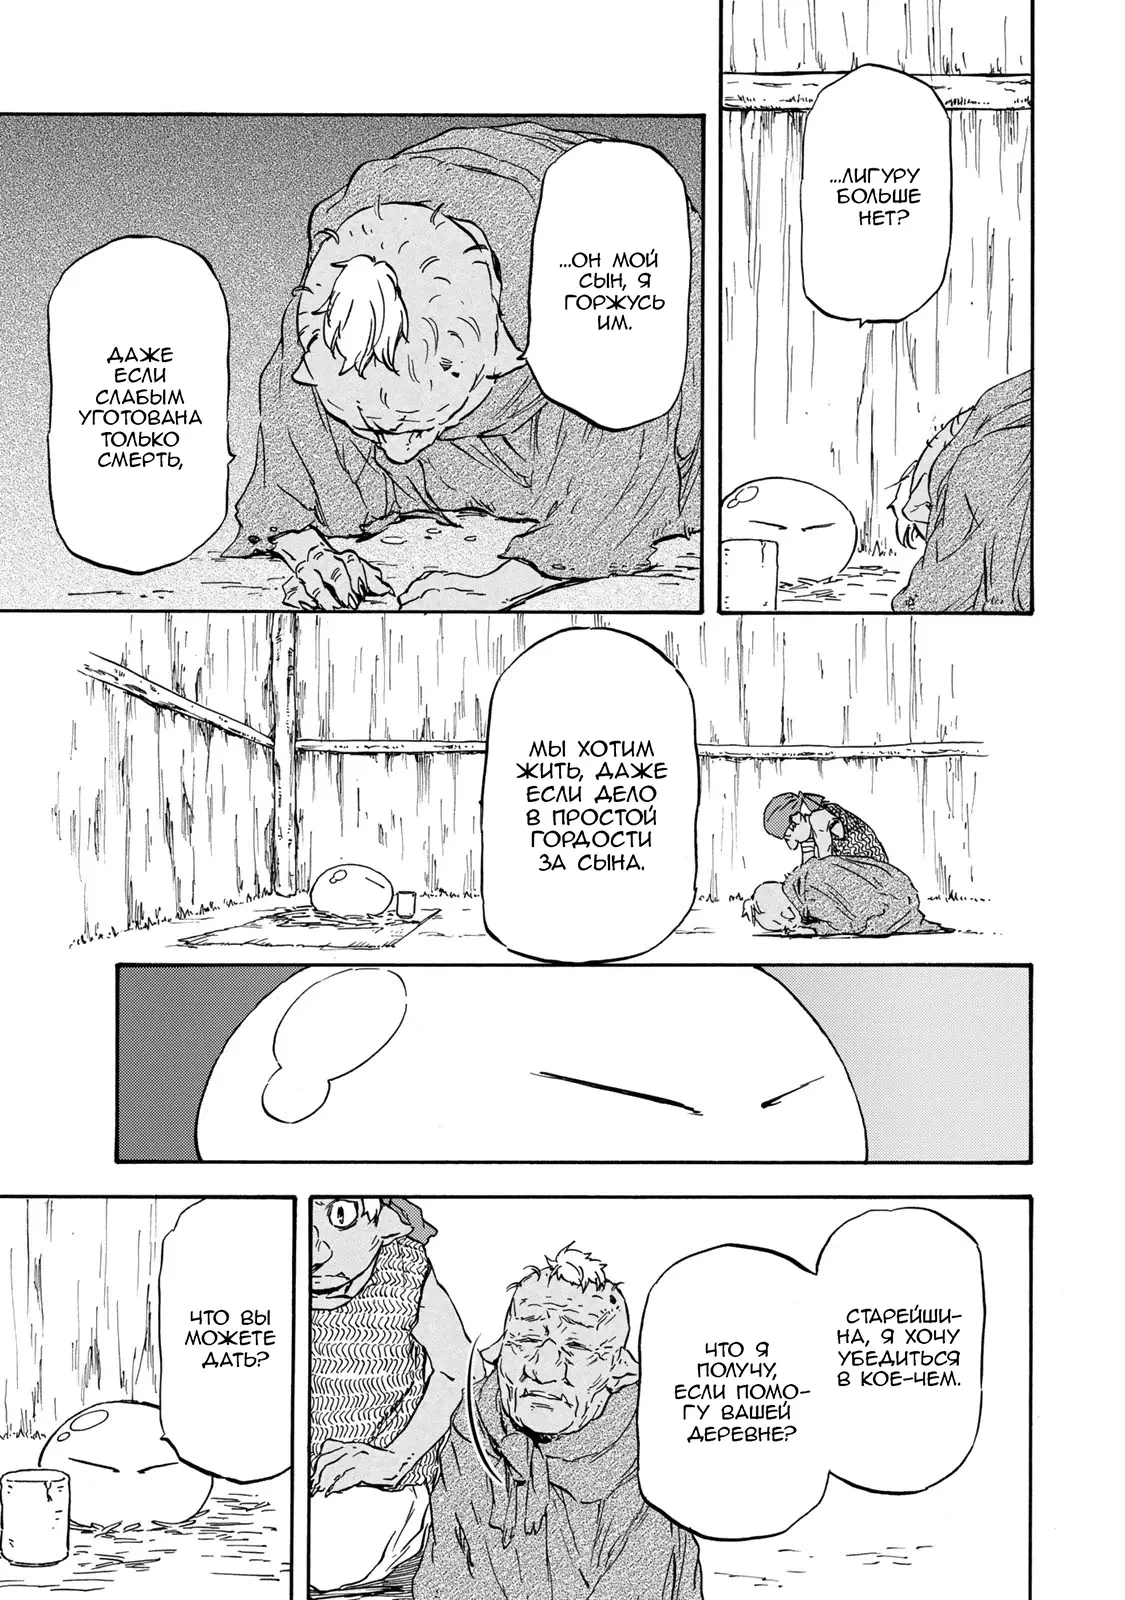 ...ЛИГУРУ
БОЛЬШЕ
НЕТ?
...ОН МОЙ
СЫН, Я
ГОРЖУСЬ
ИМ.
ДАЖЕ
ЕСЛИ
СЛАБЫМ
УГОТОВАНА
ТОЛЬКО
СМЕРТЬ,
МЫ ХОТИМ
ЖИТЬ, ДАЖЕ
ЕСЛИ ДЕЛО
В ПРОСТОЙ
ГОРДОСТИ
ЗА СЫНА.
СТАРЕЙШИ-
НА, Я ХОЧУ
УБЕДИТЬСЯ
В КОЕ-ЧЕМ.
ЧТО Я
ПОЛУЧУ,
ЕСЛИ ПОМО-
ГУ ВАШЕЙ
ДЕРЕВНЕ?
ЧТО ВЫ
МОЖЕТЕ
ДАТЬ?